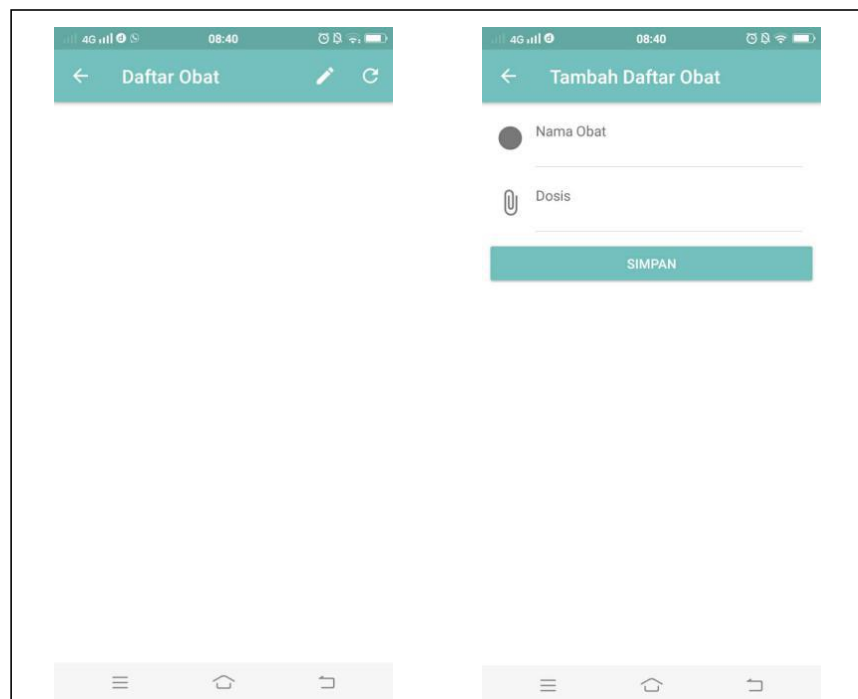 4G 08:40
Daftar Obat
4G 08:40
Tambah Daftar Obat
Nama Obat
Dosis
SIMPAN